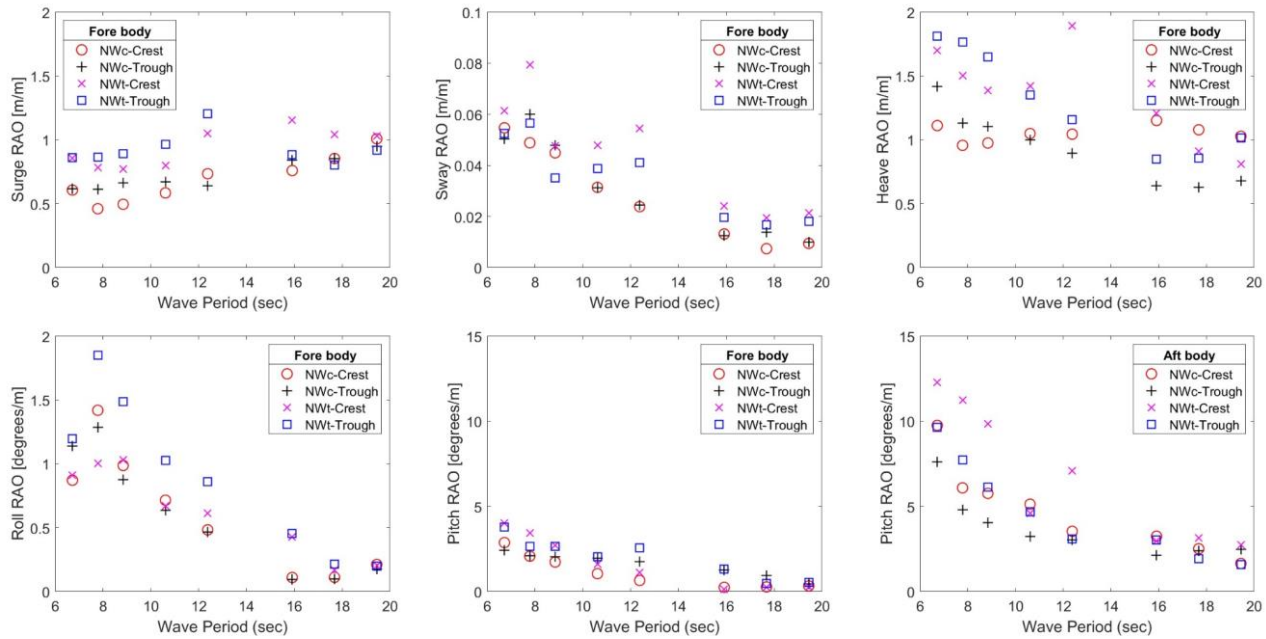 Surge RAO [m/m]
2
1.5
1
0.5
0
Fore body
NWc-Crest
NWc-Trough
NWt-Crest
NWt-Trough
6 8 10 12 14 16 18 20
Wave Period (sec)
Sway RAO [m/m]
0.1
0.08
0.06
0.04
0.02
0
Fore body
NWc-Crest
NWc-Trough
NWt-Crest
NWt-Trough
6 8 10 12 14 16 18 20
Wave Period (sec)
Heave RAO [m/m]
2
1.5
1
0.5
0
Fore body
NWc-Crest
NWc-Trough
NWt-Crest
NWt-Trough
6 8 10 12 14 16 18 20
Wave Period (sec)
Roll RAO [degrees/m]
2
1.5
1
0.5
0
Fore body
NWc-Crest
NWc-Trough
NWt-Crest
NWt-Trough
6 8 10 12 14 16 18 20
Wave Period (sec)
Pitch RAO [degrees/m]
15
10
5
0
Fore body
NWc-Crest
NWc-Trough
NWt-Crest
NWt-Trough
6 8 10 12 14 16 18 20
Wave Period (sec)
Pitch RAO [degrees/m]
15
10
5
0
Aft body
NWc-Crest
NWc-Trough
NWt-Crest
NWt-Trough
6 8 10 12 14 16 18 20
Wave Period (sec)